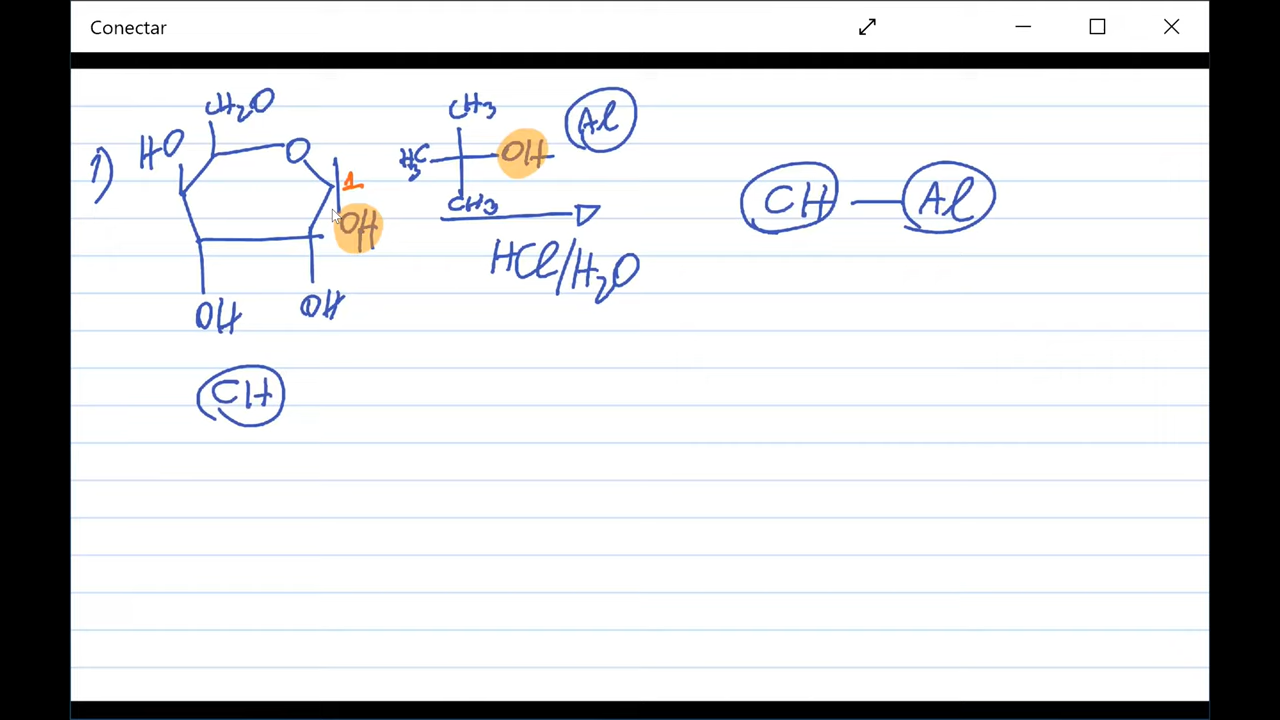 Conectar
1)
CH2O
HO
O
1
OH
OH
OH
CH
CH3
H3C
OH
CH3
Al
HCl/H2O
CH — Al